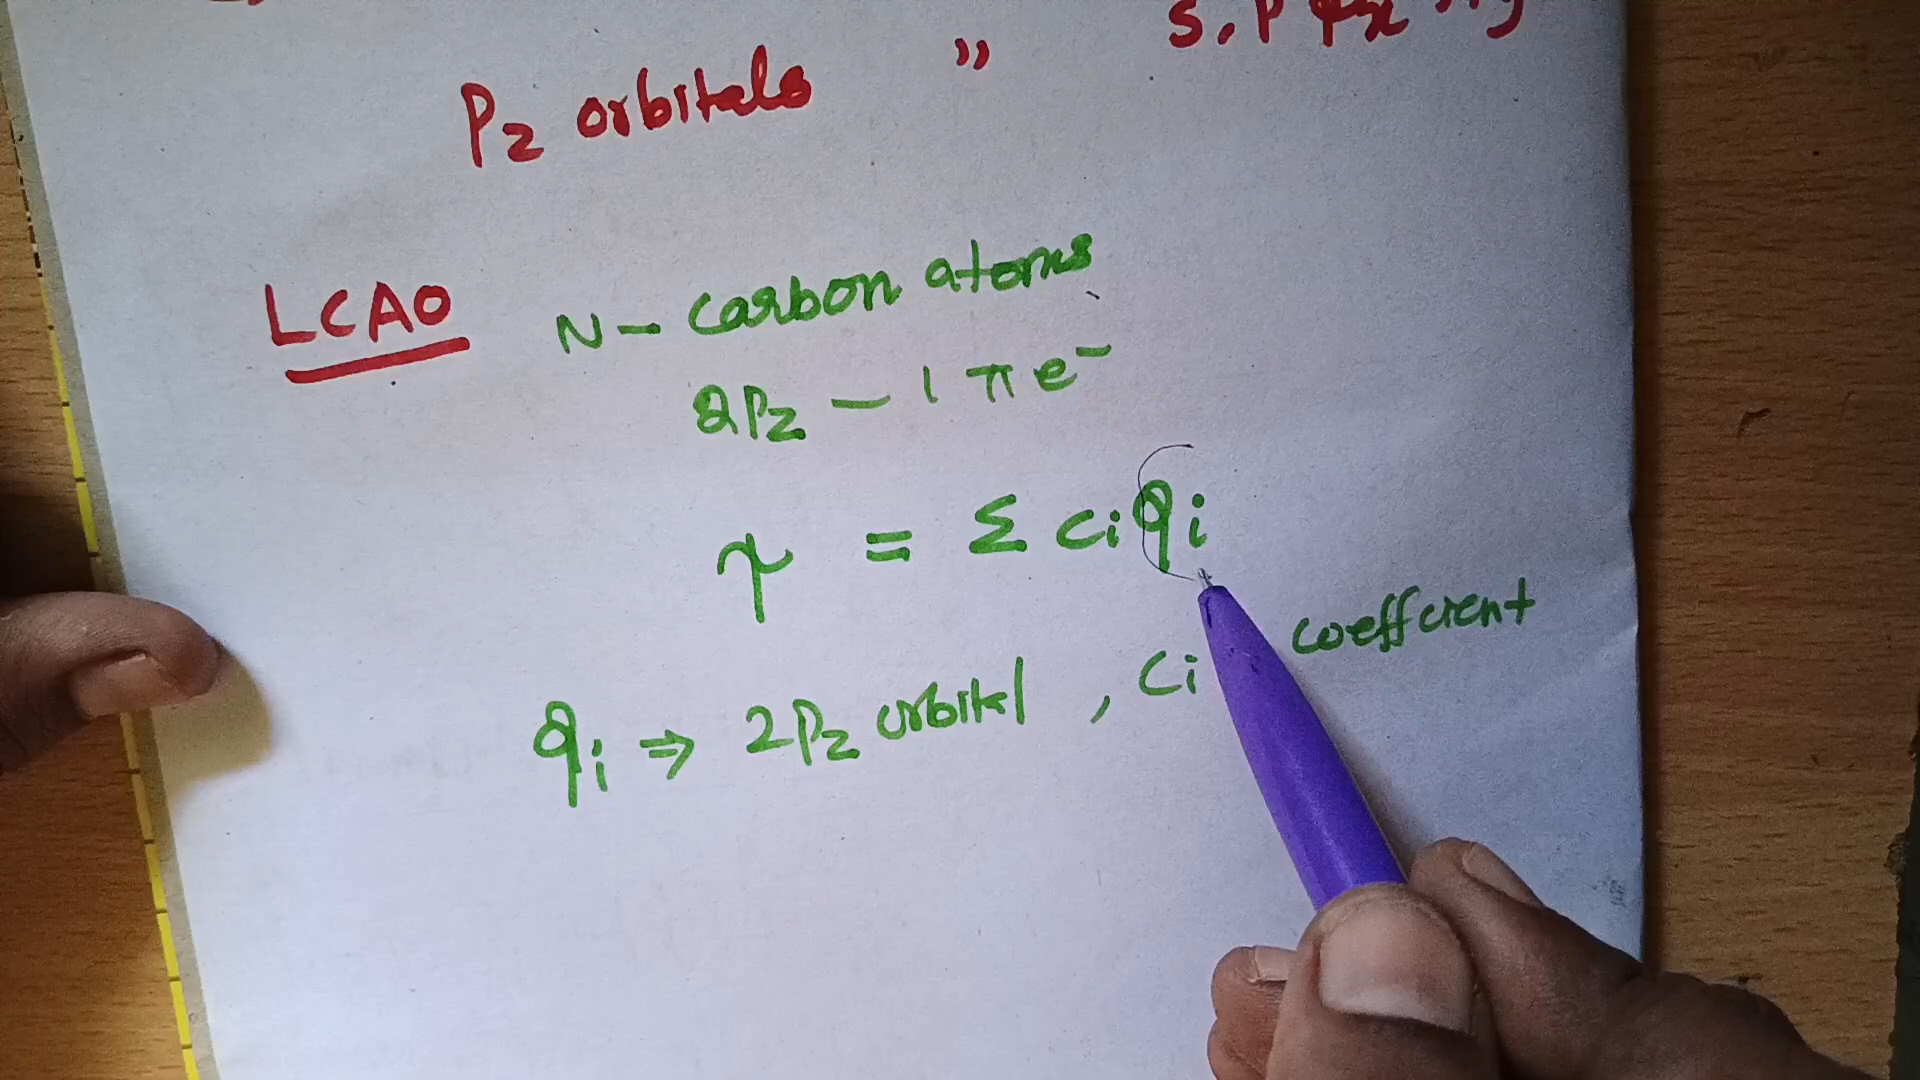 Pz orbitals " S, P
LCAO N - carbon atoms
2Pz - 1 π e⁻
ψ = Σ ci φi
φi ⇒ 2Pz orbital , Ci coefficient